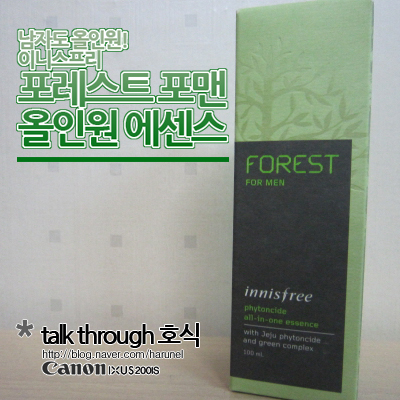 남자도 올인원!
이니스프리
포레스트 포맨
올인원 에센스
FOREST
FOR MEN
innisfree
phytoncide
all-in-one essence
with Jeju phytoncide
and green complex
100 mL
* talk through 호식
http://blog.naver.com/harunel
Canon IXUS200IS